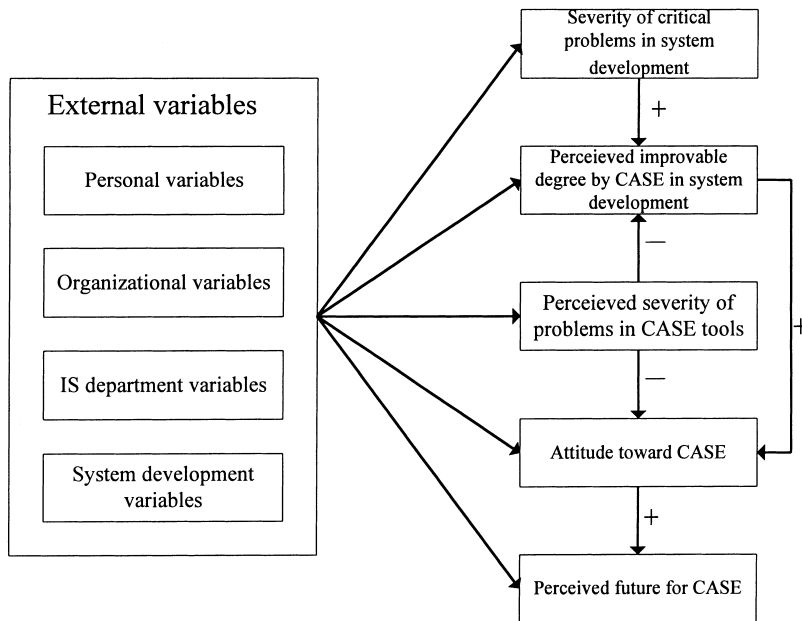 External variables
Personal variables
Organizational variables
IS department variables
System development
variables
Severity of critical
problems in system
development
+
Perceieved improvable
degree by CASE in system
development
—
Perceieved severity of
problems in CASE tools
+
—
Attitude toward CASE
+
Perceived future for CASE